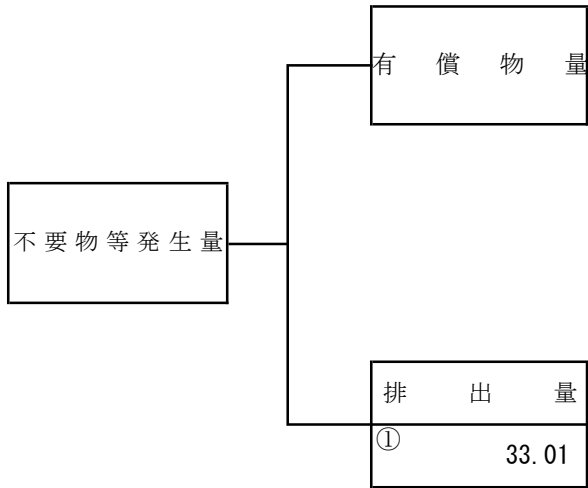 有償物量
不要物等発生量
排出量
①
33.01